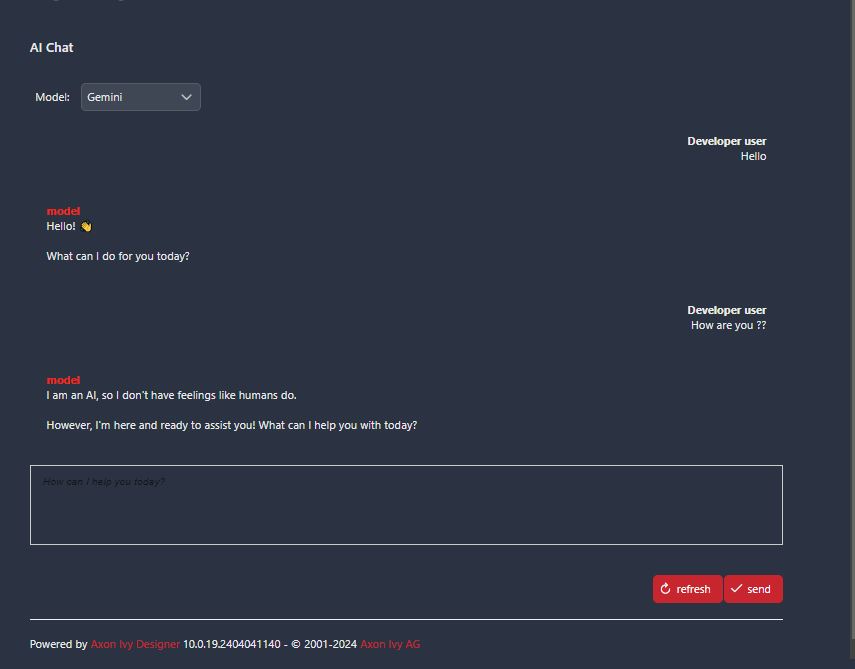 AI Chat
Model: Gemini
Developer user
Hello
model
Hello! 👋
What can I do for you today?
Developer user
How are you ??
model
I am an AI, so I don't have feelings like humans do.
However, I'm here and ready to assist you! What can I help you with today?
How can I help you today?
refresh send
Powered by Axon Ivy Designer 10.0.19.2404041140 - © 2001-2024 Axon Ivy AG